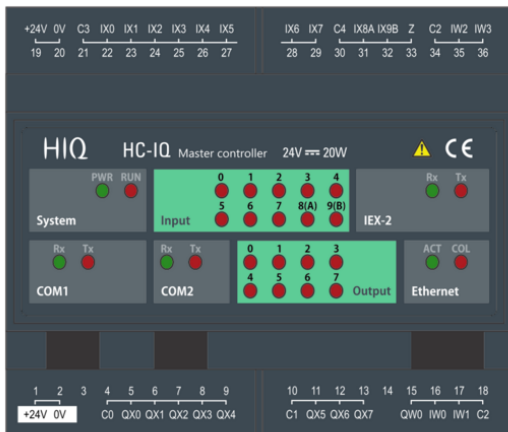 +24V 0V C3 IX0 IX1 IX2 IX3 IX4 IX5 IX6 IX7 C4 IX8A IX9B Z C2 IW2 IW3
19 20 21 22 23 24 25 26 27 28 29 30 31 32 33 34 35 36
HIQ HC-IQ Master controller 24V 20W CE
PWR RUN 0 1 2 3 4 Rx Tx
5 6 7 8(A) 9(B)
System Input IEX-2
Rx Tx Rx Tx 0 1 2 3 ACT COL
4 5 6 7
COM1 COM2 Output Ethernet
1 2 3 4 5 6 7 8 9 10 11 12 13 14 15 16 17 18
+24V 0V C0 QX0 QX1 QX2 QX3 QX4 C1 QX5 QX6 QX7 QW0 IW0 IW1 C2